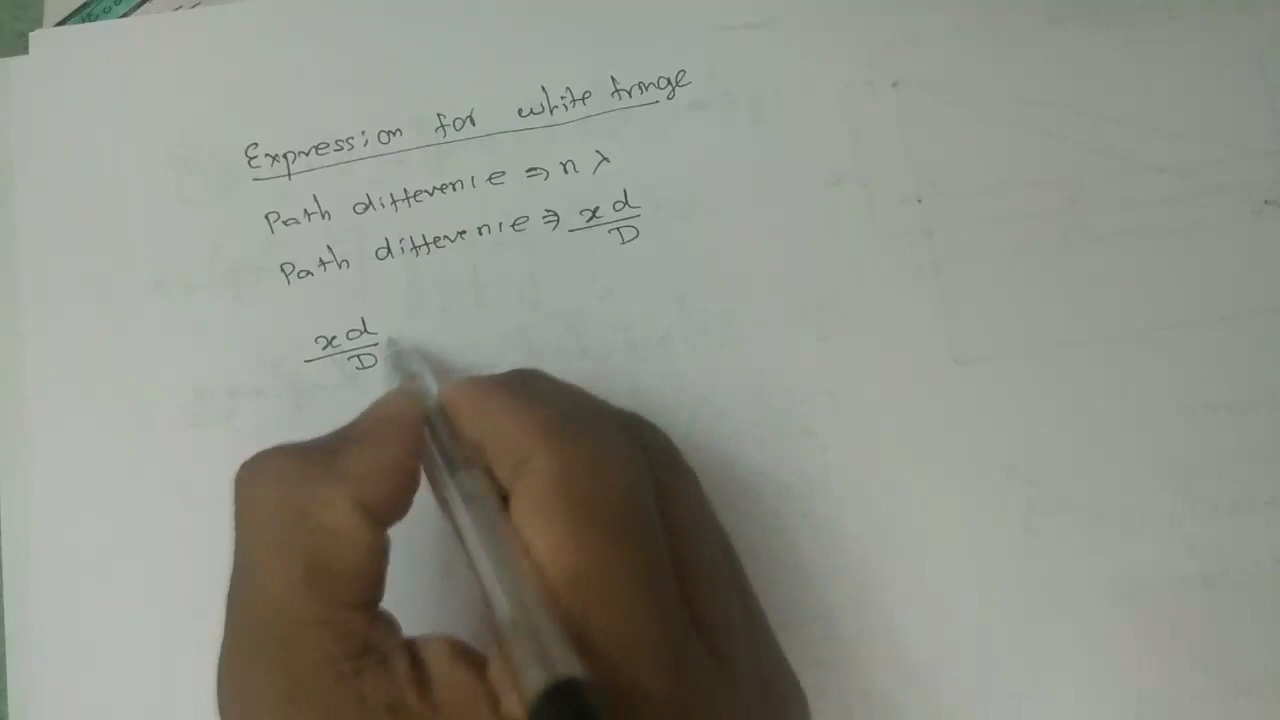 Expression for white fringe
Path difference ⇒ nλ
Path difference ⇒ xd/D
xd/D